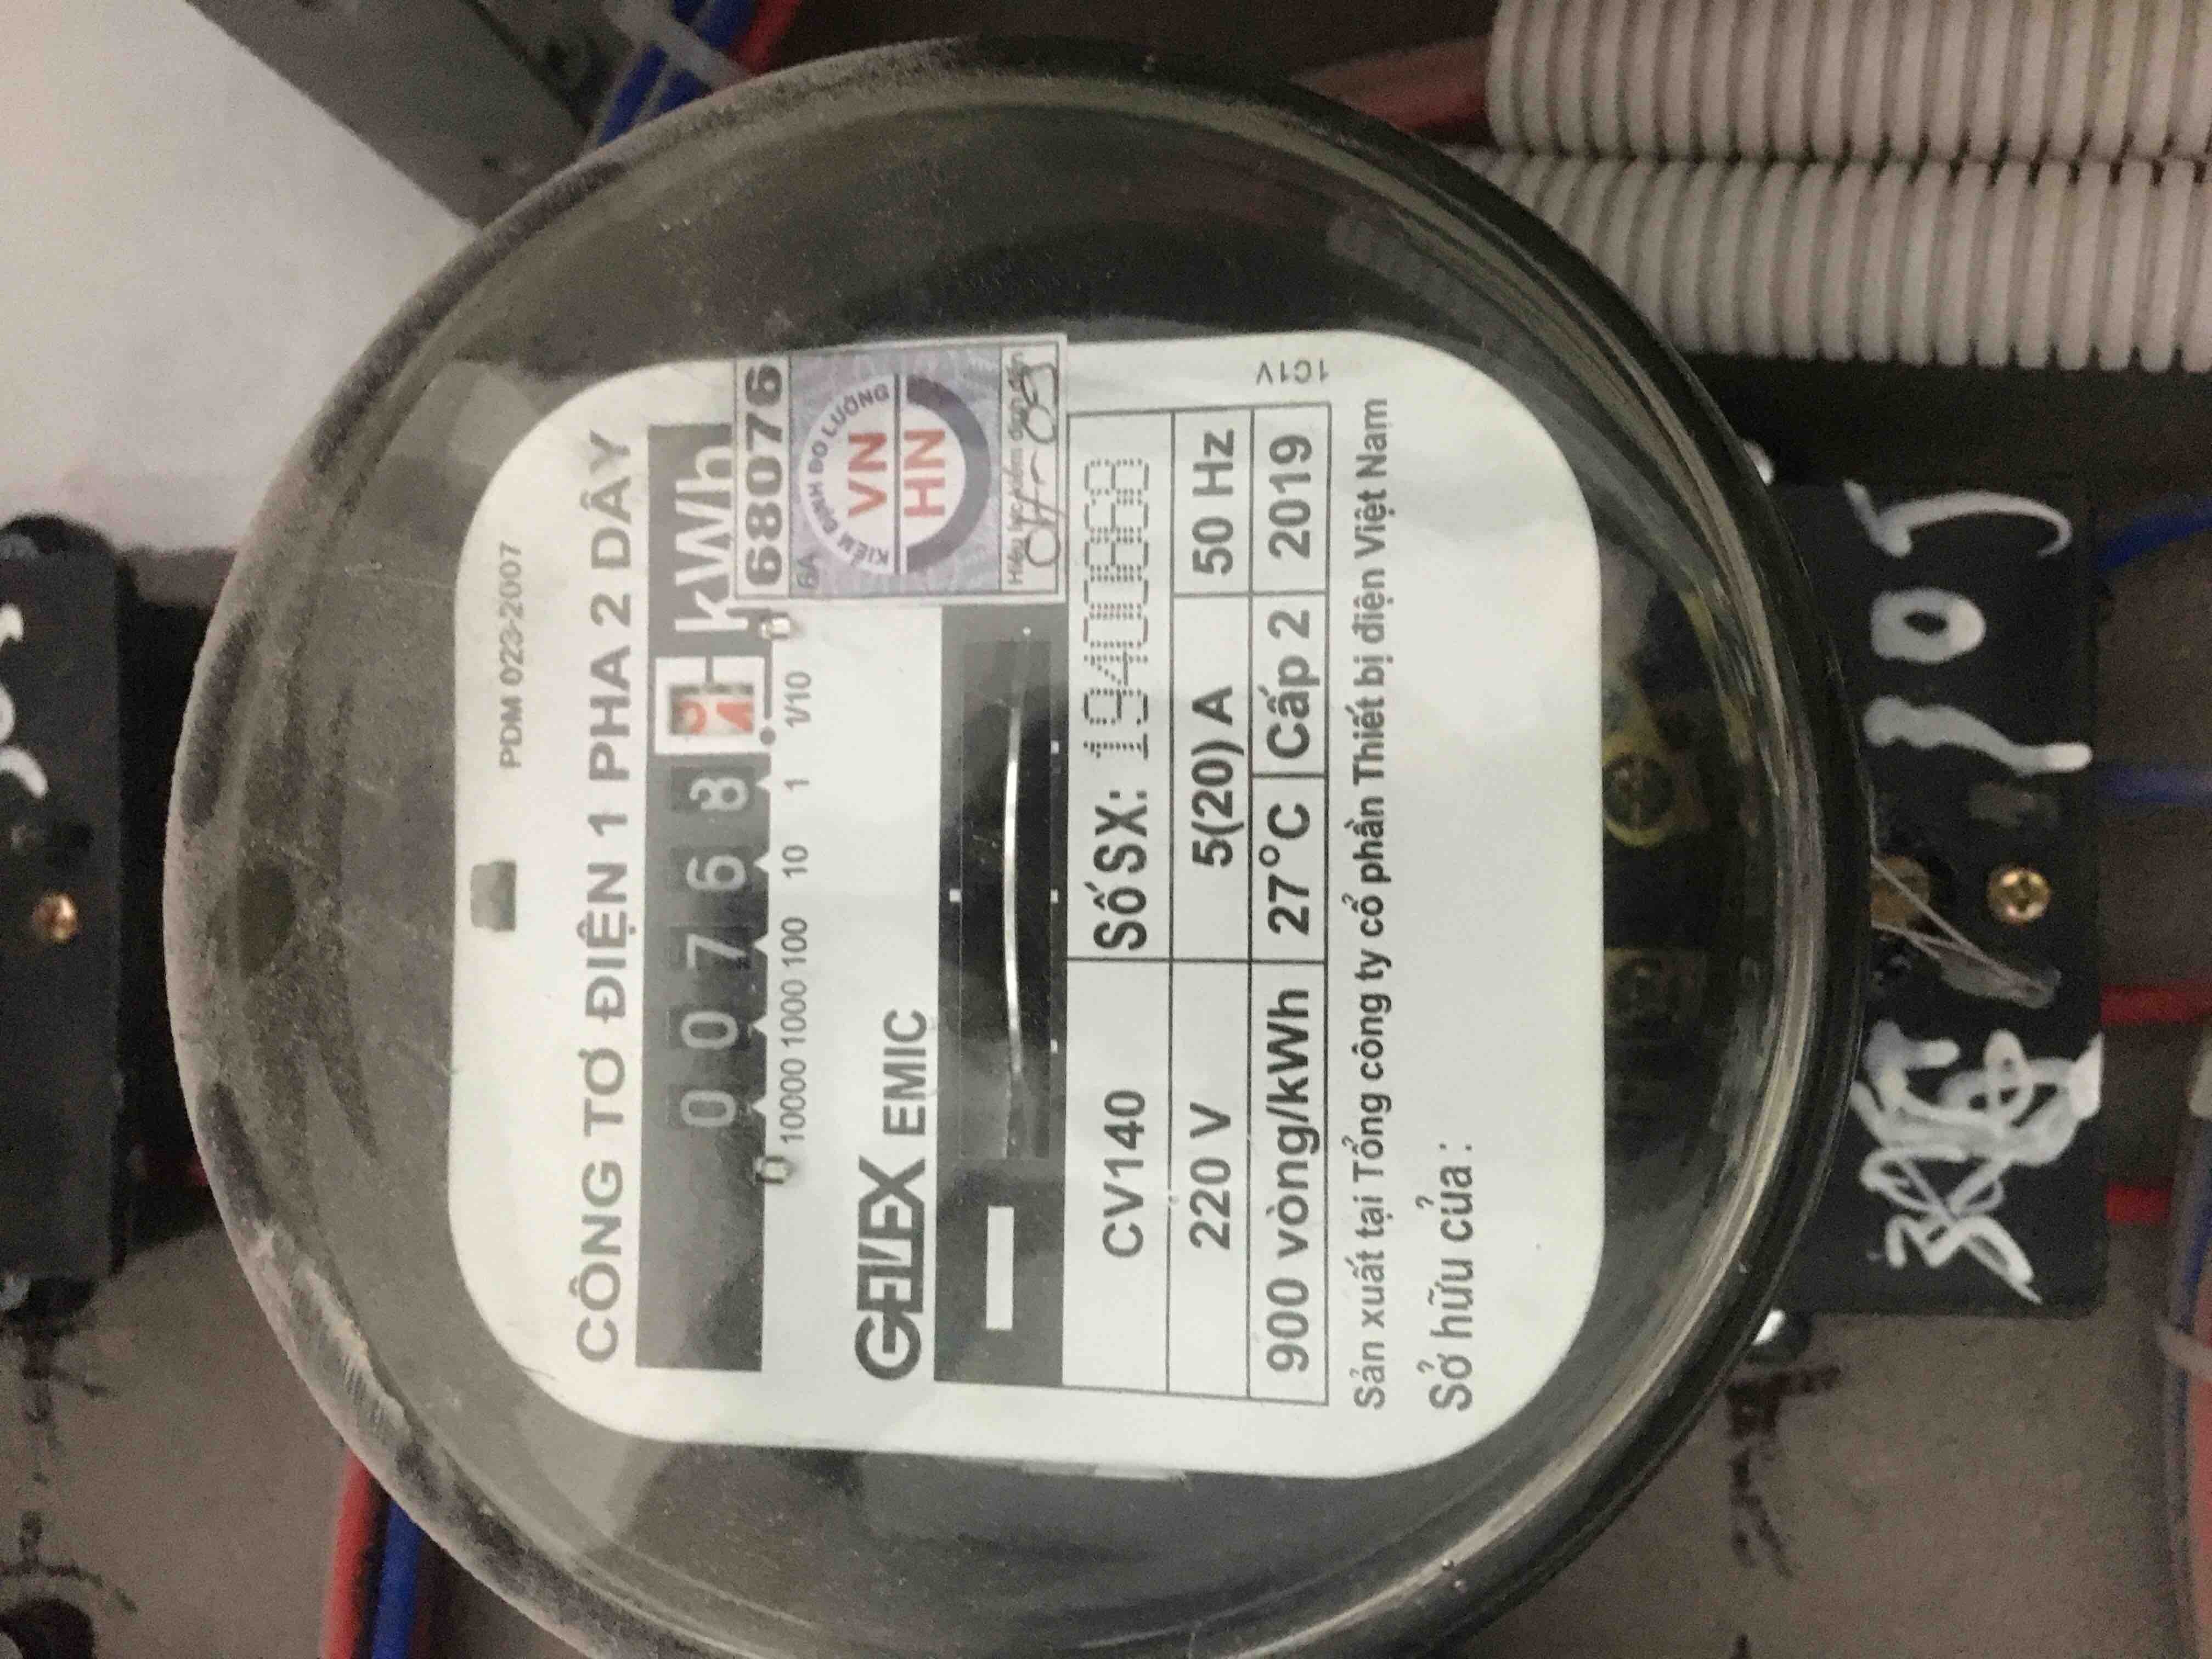 PDM 023-2007
CÔNG TƠ ĐIỆN 1 PHA 2 DÂY
0 0 7 6 8 kWh
10000 1000 100 10 1 1/10
68076
6A
KIỂM ĐỊNH ĐO LƯỜNG
VN
HN
GELEX EMIC
CV140 Số SX:
220 V 5(20) A 50 Hz
900 vòng/kWh 27°C Cấp 2 2019
1C1V
Sản xuất tại Tổng công ty cổ phần Thiết bị điện Việt Nam
Sở hữu của :
1105